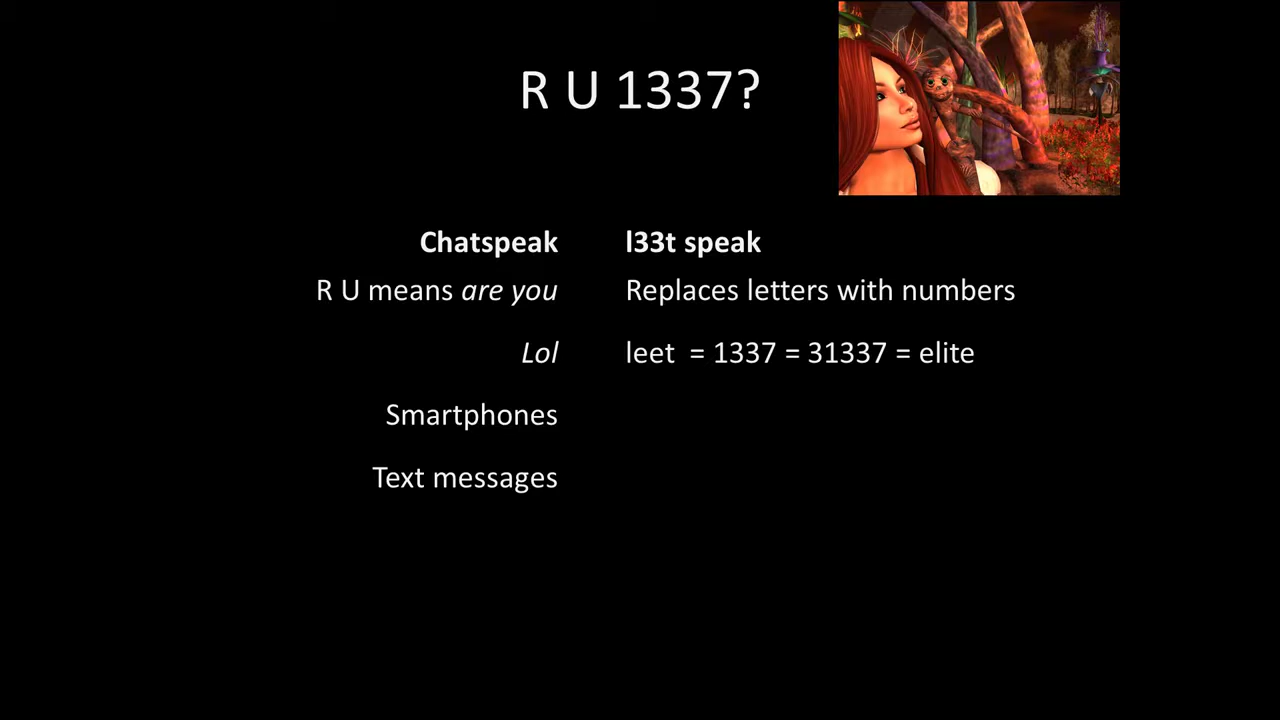 R U 1337?
Chatspeak
R U means are you
Lol
Smartphones
Text messages
l33t speak
Replaces letters with numbers
leet = 1337 = 31337 = elite